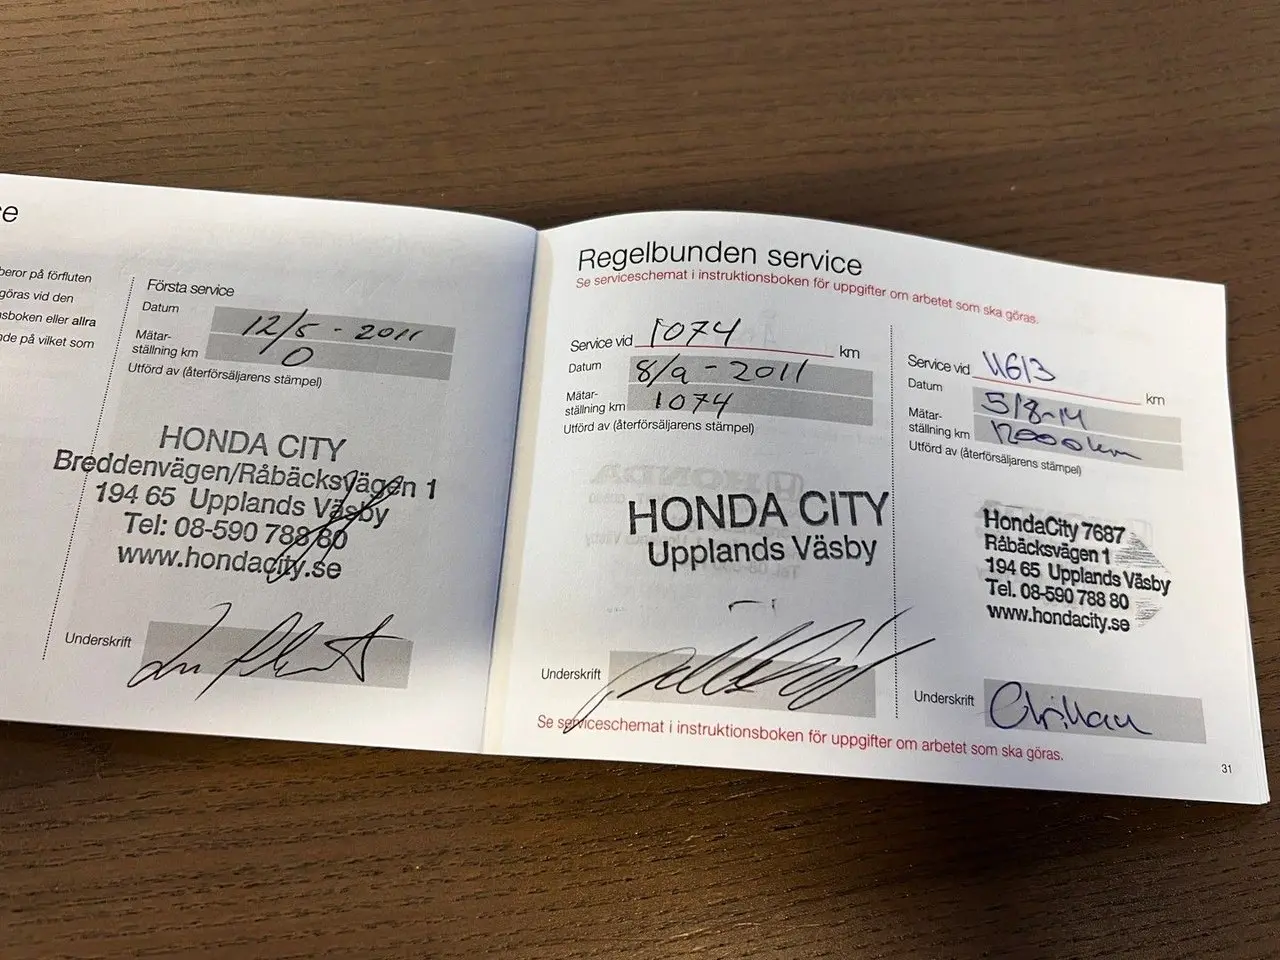 ce
beror på förfluten
göras vid den
nsboken eller allra
nde på vilket som
Första service
Datum 12/5 - 2011
Mätar-
ställning km 0
Utförd av (återförsäljarens stämpel)
HONDA CITY
Breddenvägen/Råbäcksvägen 1
194 65 Upplands Väsby
Tel: 08-590 788 80
www.hondacity.se
Underskrift
Regelbunden service
Se serviceschemat i instruktionsboken för uppgifter om arbetet som ska göras.
Service vid 1074 km
Datum 8/9 - 2011
Mätar-
ställning km 1074
Utförd av (återförsäljarens stämpel)
HONDA CITY
Upplands Väsby
Underskrift
Service vid 11613 km
Datum 5/8-14
Mätar-
ställning km 12000km
Utförd av (återförsäljarens stämpel)
HondaCity 7687
Råbäcksvägen 1
194 65 Upplands Väsby
Tel. 08-590 788 80
www.hondacity.se
Underskrift
Se serviceschemat i instruktionsboken för uppgifter om arbetet som ska göras.
31